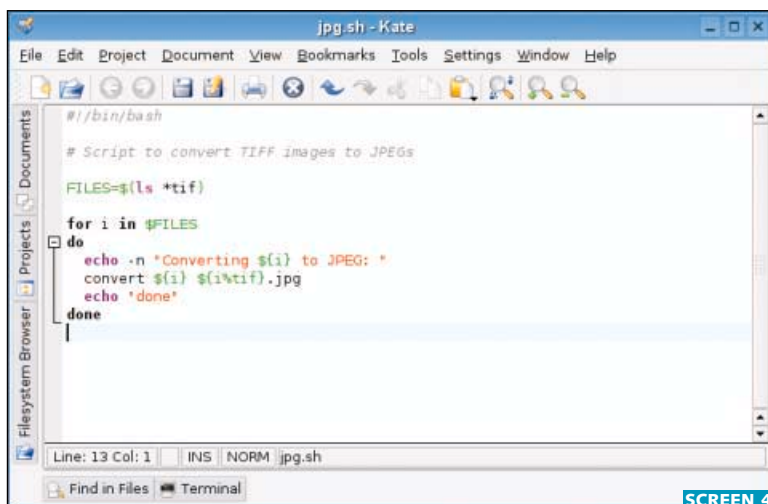 jpg.sh - Kate
File Edit Project Document View Bookmarks Tools Settings Window Help
Documents
Projects
Filesystem Browser
#!/bin/bash
# Script to convert TIFF images to JPEGs
FILES=$(ls *tif)
for i in $FILES
do
echo -n "Converting ${i} to JPEG: "
convert ${i} ${i%tif}.jpg
echo "done"
done
Line: 13 Col: 1 INS NORM jpg.sh
Find in Files Terminal
SCREEN 4